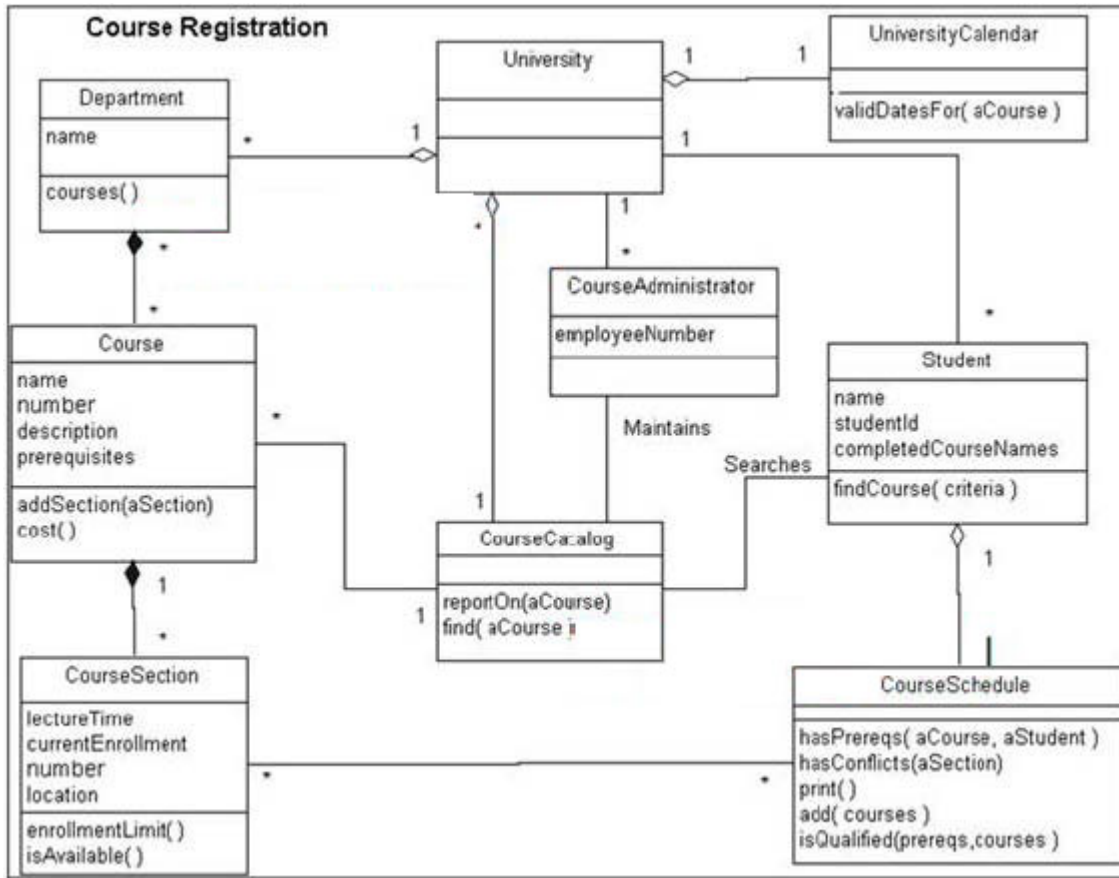 Course Registration
University
UniversityCalendar
validDatesFor( aCourse )
1
1
Department
name
courses( )
*
1
1
*
1
*
*
*
CourseAdministrator
employeeNumber
*
Course
name
number
description
prerequisites
addSection(aSection)
cost( )
*
Maintains
Searches
Student
name
studentId
completedCourseNames
findCourse( criteria )
1
CourseCatalog
reportOn(aCourse)
find( aCourse
1
1
*
1
CourseSection
lectureTime
currentEnrollment
number
location
enrollmentLimit( )
isAvailable( )
*
*
CourseSchedule
hasPrereqs( aCourse, aStudent )
hasConflicts(aSection)
print( )
add( courses )
isQualified(prereqs,courses )